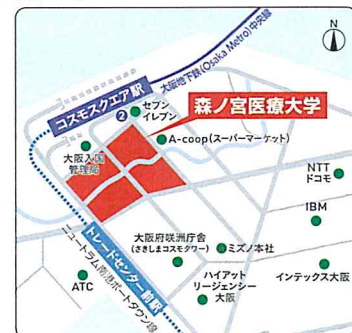 N
大阪地下鉄(Osaka Metro)中央線
コスモスクエア駅
2
セブン
イレブン
森ノ宮医療大学
A-coop(スーパーマーケット)
大阪入国
管理局
NTT
ドコモ
IBM
大阪府咲洲庁舎
(さきしまコスモタワー)
ミズノ本社
トレードセンター前駅
ニュートラム南港ポートタウン線
ATC
ハイアット
リージェンシー
大阪
インテックス大阪